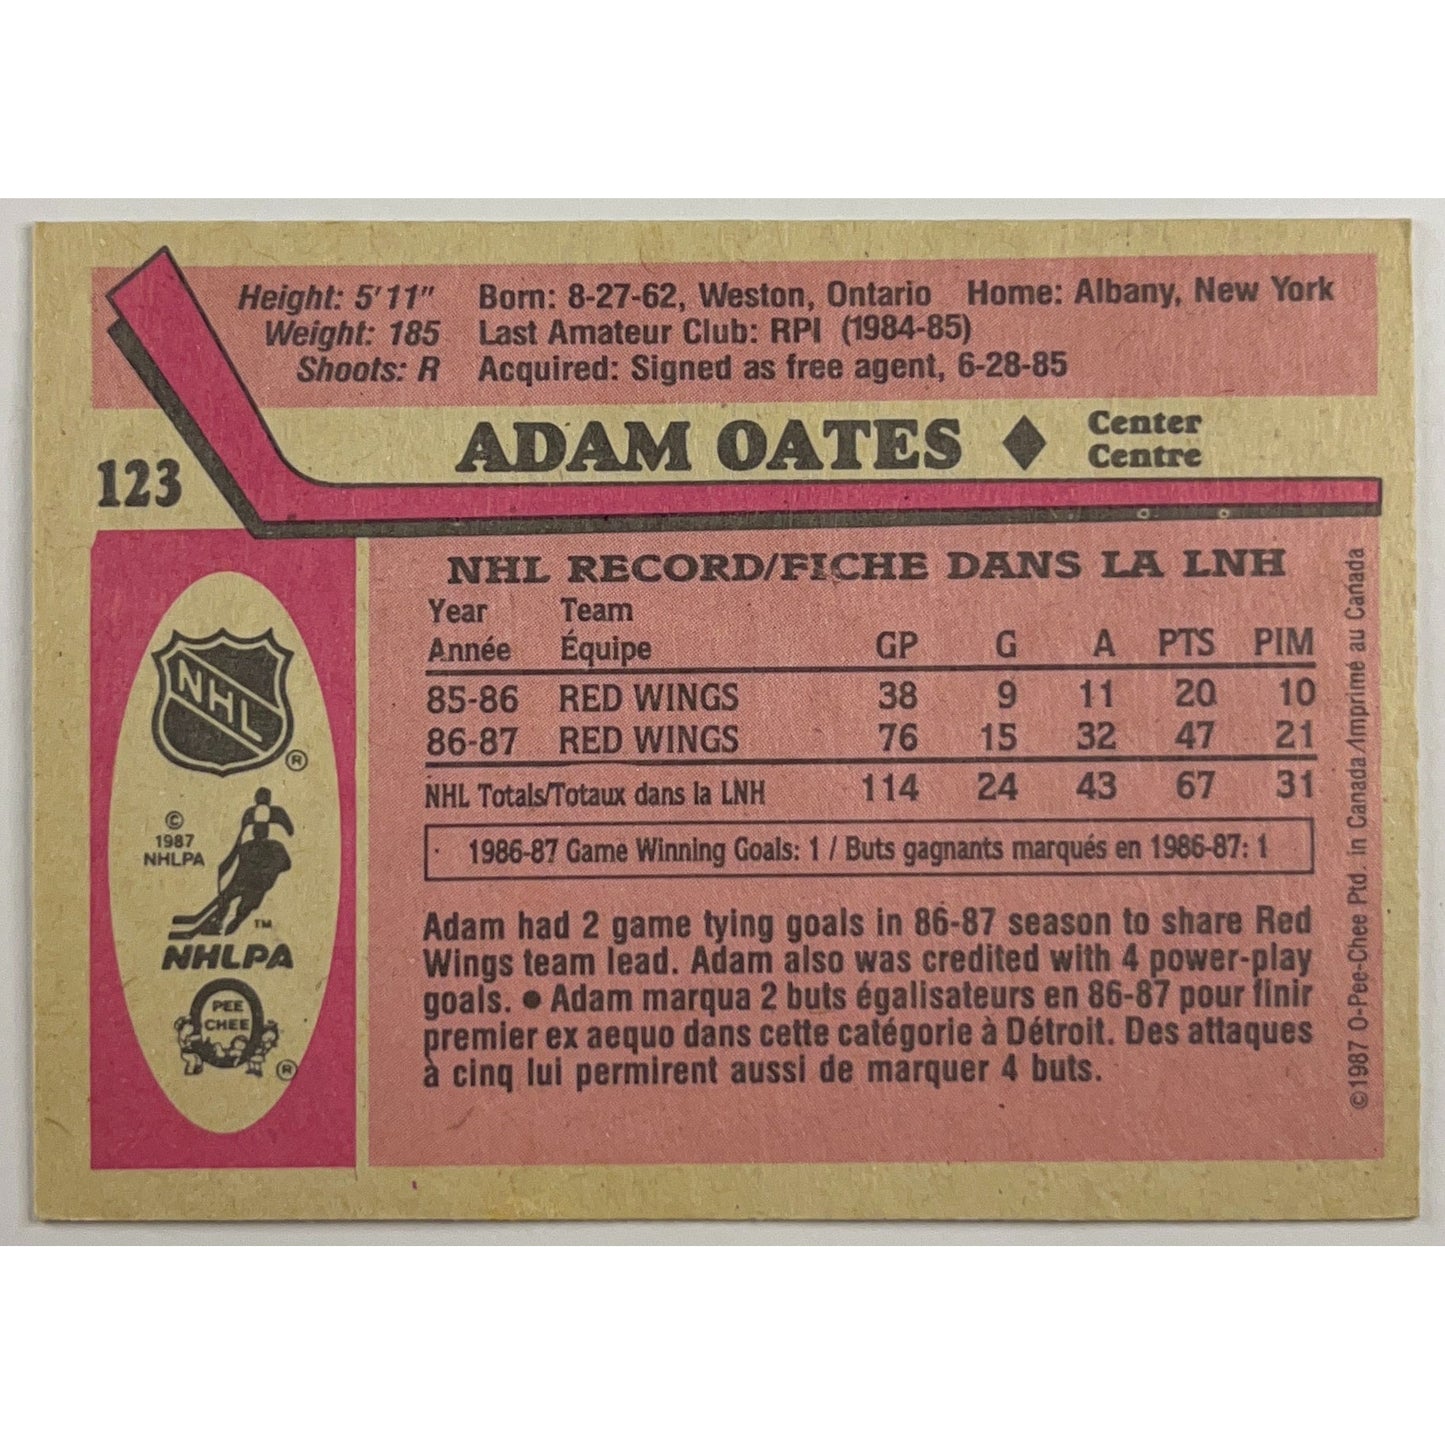 Height: 5'11" Born: 8-27-62, Weston, Ontario Home: Albany, New York
Weight: 185 Last Amateur Club: RPI (1984-85)
Shoots: R Acquired: Signed as free agent, 6-28-85
ADAM OATES ♦ Center
Centre
123
NHL RECORD/FICHE DANS LA LNH
Year Team
Année Équipe GP G A PTS PIM
85-86 RED WINGS 38 9 11 20 10
86-87 RED WINGS 76 15 32 47 21
NHL Totals/Totaux dans la LNH 114 24 43 67 31
1986-87 Game Winning Goals: 1 / Buts gagnants marqués en 1986-87: 1
Adam had 2 game tying goals in 86-87 season to share Red
Wings team lead. Adam also was credited with 4 power-play
goals. ● Adam marqua 2 buts égalisateurs en 86-87 pour finir
premier ex aequo dans cette catégorie à Détroit. Des attaques
à cinq lui permirent aussi de marquer 4 buts.
NHL
®
©
1987
NHLPA
TM
NHLPA
PEE
CHEE
®
©1987 O-Pee-Chee Ptd. in Canada/Imprimé au Canada